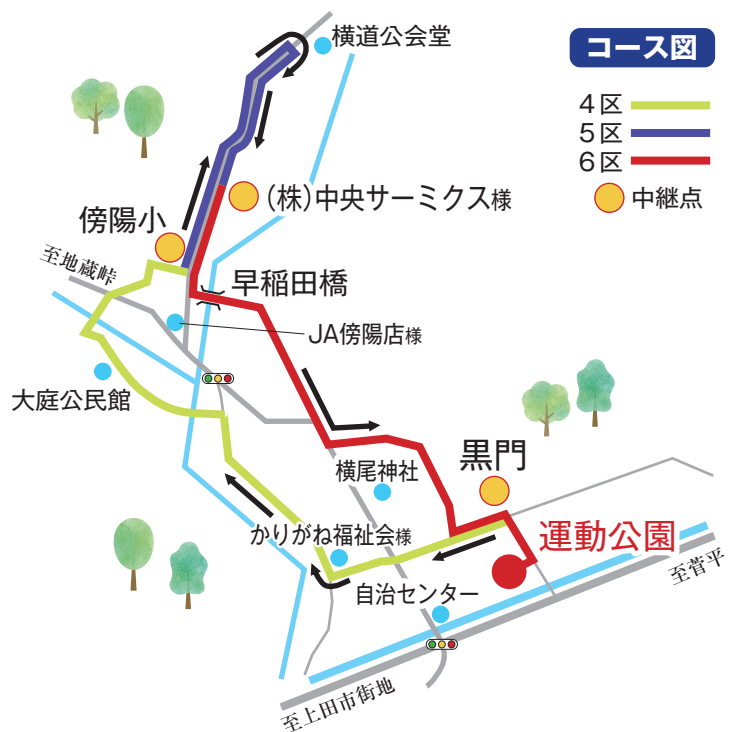 コース図
4区
5区
6区
中継点
横道公会堂
(株)中央サーミクス様
傍陽小
至地蔵峠
早稲田橋
JA傍陽店様
大庭公民館
黒門
横尾神社
かりがね福祉会様
運動公園
自治センター
至菅平
至上田市街地